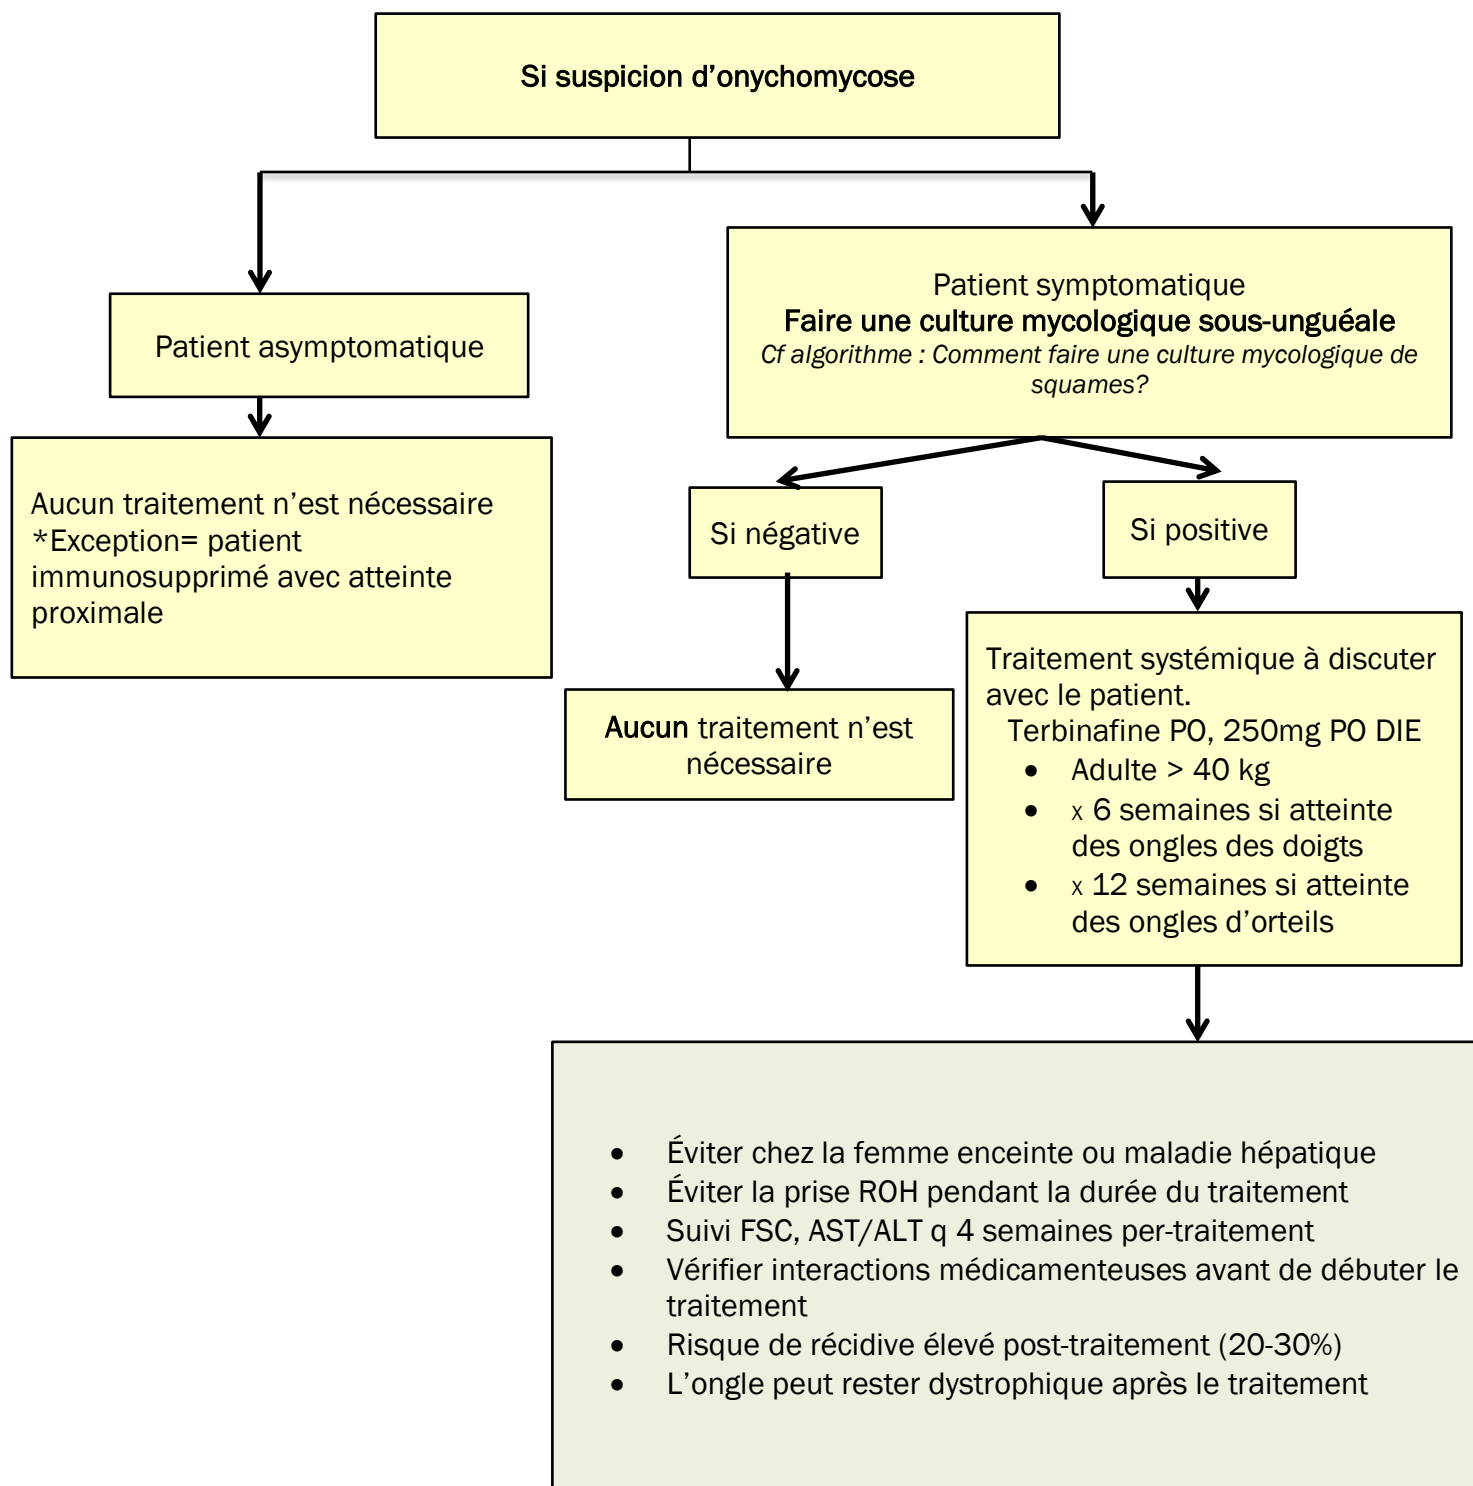 Si suspicion d’onychomycose
Patient asymptomatique
Patient symptomatique
Faire une culture mycologique sous-unguéale
Cf algorithme : Comment faire une culture mycologique de
squames?
Aucun traitement n’est nécessaire
*Exception= patient
immunosupprimé avec atteinte
proximale
Si négative
Si positive
Aucun traitement n’est
nécessaire
Traitement systémique à discuter
avec le patient.
Terbinafine PO, 250mg PO DIE
• Adulte > 40 kg
• x 6 semaines si atteinte
des ongles des doigts
• x 12 semaines si atteinte
des ongles d’orteils
• Éviter chez la femme enceinte ou maladie hépatique
• Éviter la prise ROH pendant la durée du traitement
• Suivi FSC, AST/ALT q 4 semaines per-traitement
• Vérifier interactions médicamenteuses avant de débuter le
traitement
• Risque de récidive élevé post-traitement (20-30%)
• L’ongle peut rester dystrophique après le traitement